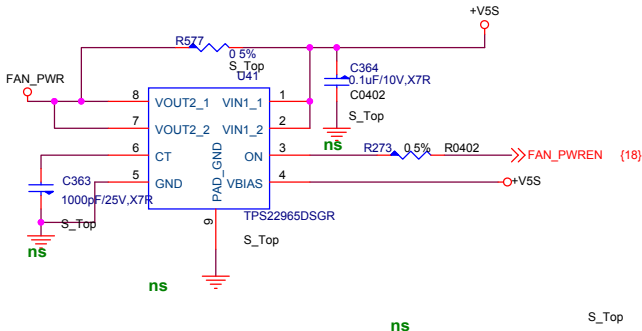 +V5S
R577
0 5%
S_Top
U41
FAN_PWR
C364
0.1uF/10V,X7R
C0402
S_Top
ns
8 VOUT2_1 VIN1_1 1
7 VOUT2_2 VIN1_2 2
6 CT ON 3
5 GND VBIAS 4
PAD_GND
9
R273 0.5% R0402
FAN_PWREN {18}
+V5S
C363
1000pF/25V,X7R
S_Top
ns
TPS22965DSGR
S_Top
ns
ns
S_Top